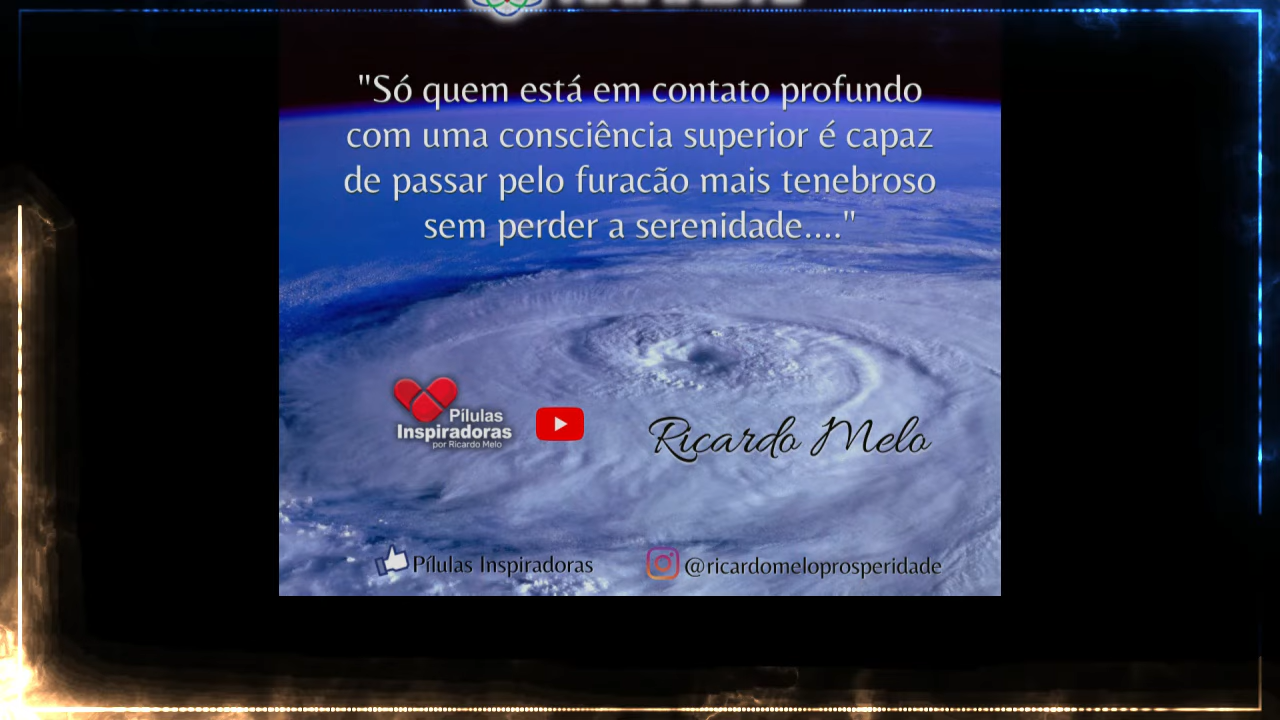 "Só quem está em contato profundo
com uma consciência superior é capaz
de passar pelo furacão mais tenebroso
sem perder a serenidade...."
Pílulas
Inspiradoras
por Ricardo Melo
Ricardo Melo
Pílulas Inspiradoras
@ricardomeloprosperidade